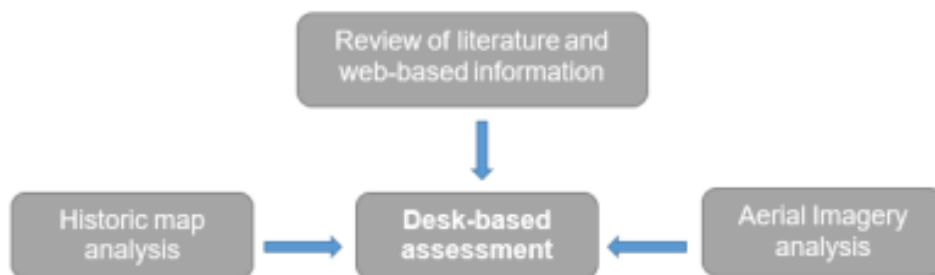 Review of literature and
web-based information
Historic map
analysis
Desk-based
assessment
Aerial Imagery
analysis